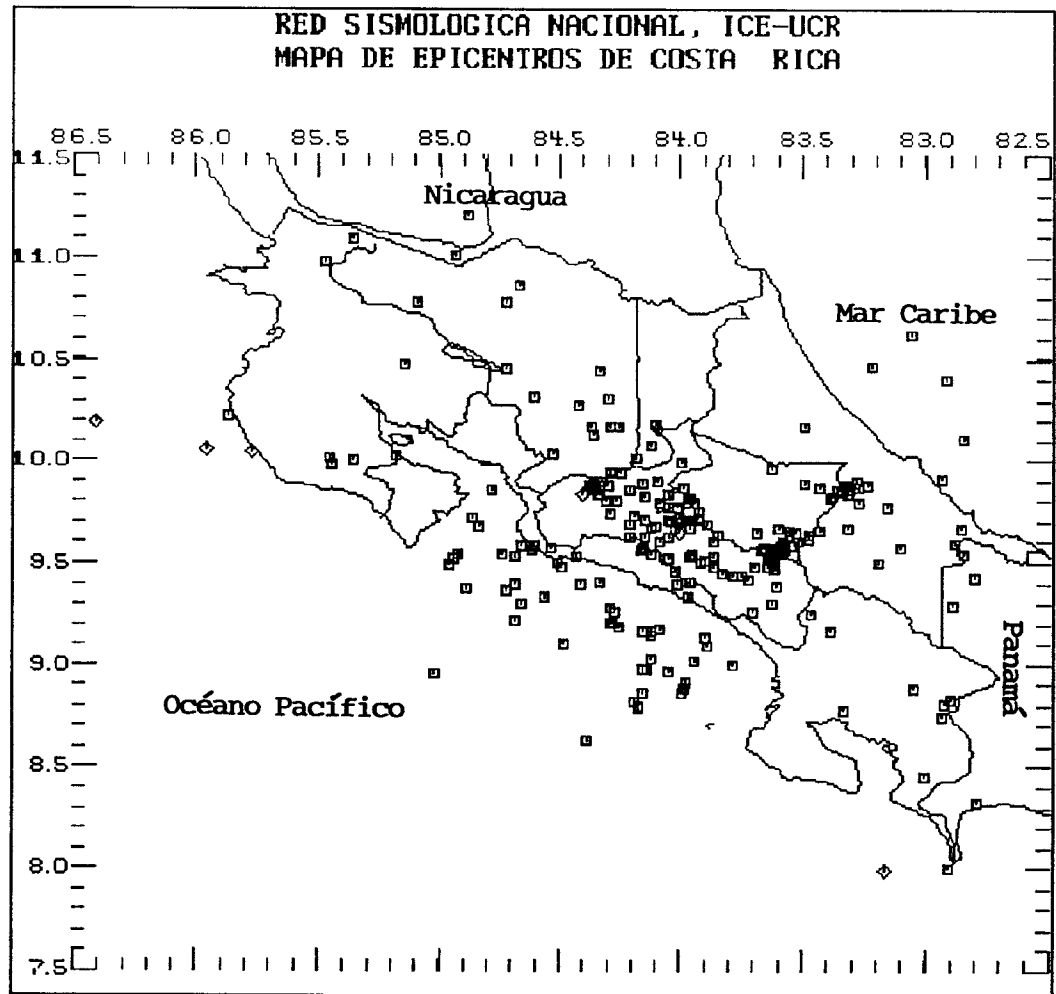 RED SISMOLOGICA NACIONAL, ICE-UCR
MAPA DE EPICENTROS DE COSTA RICA
86.5 86.0 85.5 85.0 84.5 84.0 83.5 83.0 82.5
11.5
Nicaragua
11.0
Mar Caribe
10.5
10.0
9.5
9.0
Panamá
Océano Pacífico
8.5
8.0
7.5